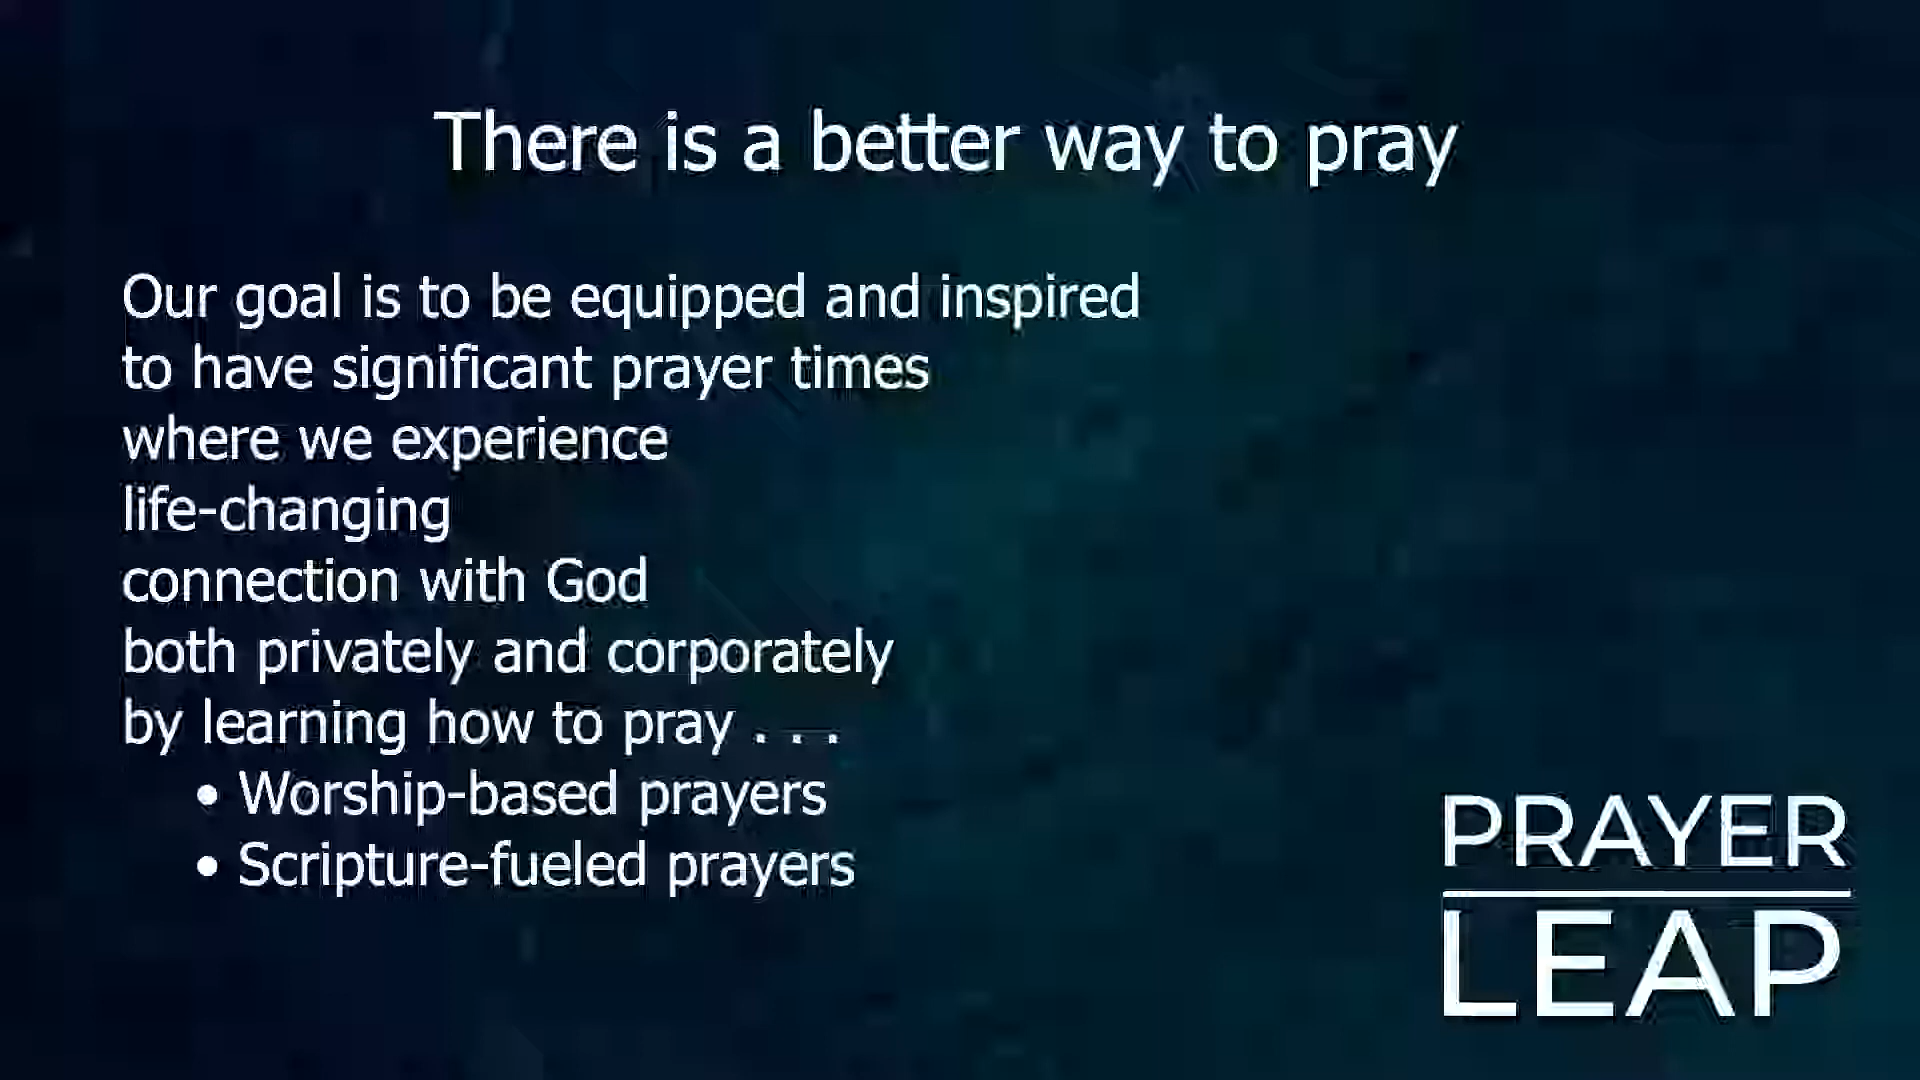 There is a better way to pray
Our goal is to be equipped and inspired
to have significant prayer times
where we experience
life-changing
connection with God
both privately and corporately
by learning how to pray . . .
• Worship-based prayers
• Scripture-fueled prayers
PRAYER
LEAP